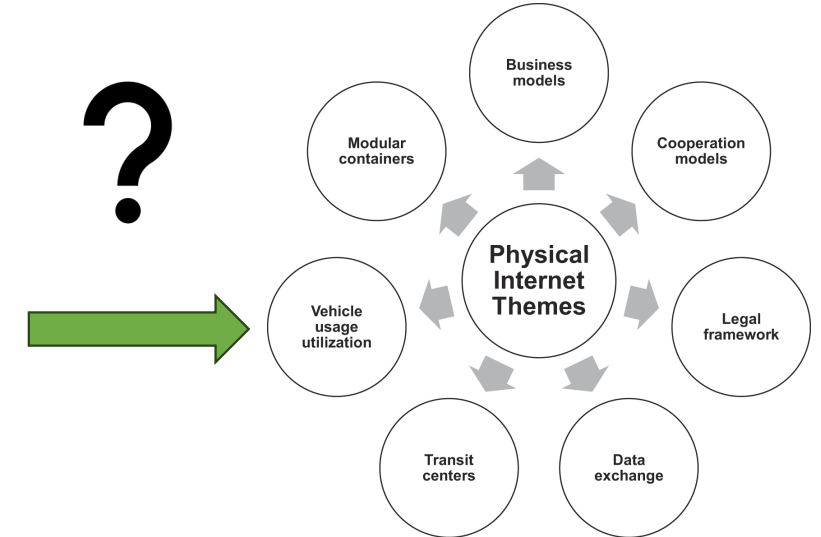 ?
Business
models
Modular
containers
Cooperation
models
Physical
Internet
Themes
Vehicle
usage
utilization
Legal
framework
Transit
centers
Data
exchange